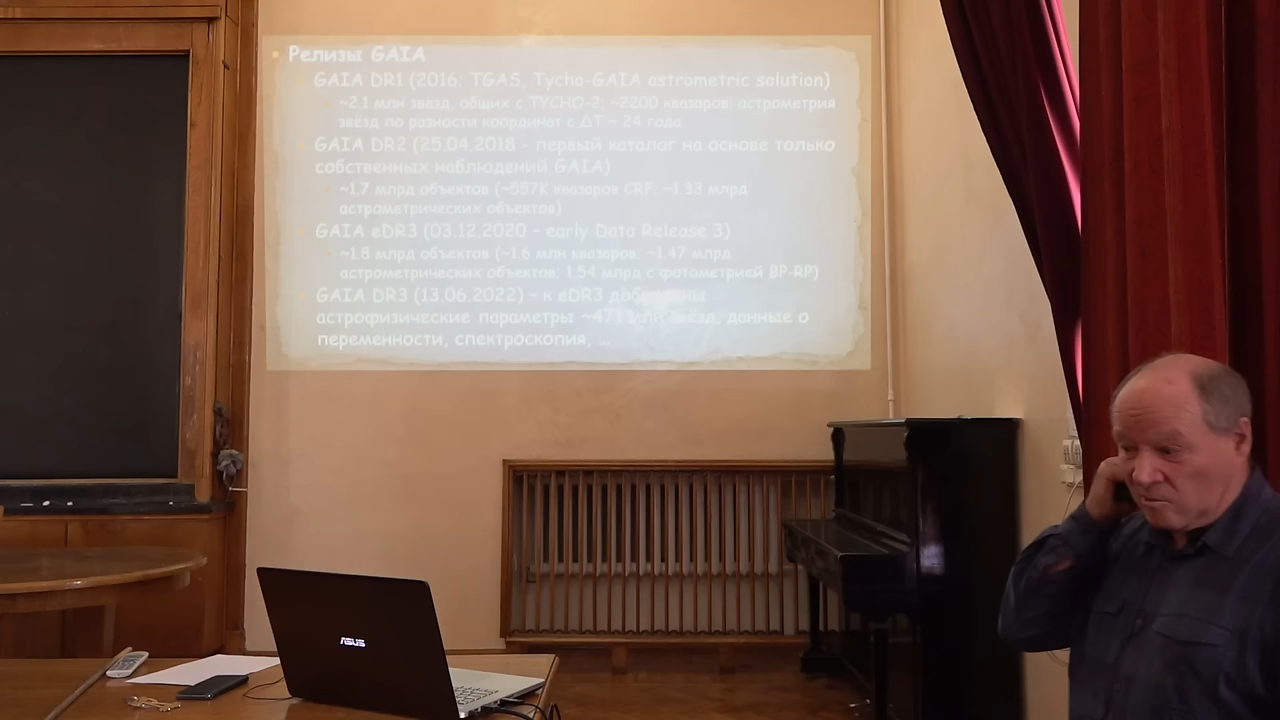 Релизы GAIA
GAIA DR1 (2016; TGAS, Tycho-GAIA astrometric solution)
~2.1 млн звезд, общих с TYCHO-2; ~2200 квазаров; астрометрия
звёзд по разности координат с ΔT ~ 24 года
GAIA DR2 (25.04.2018 - первый каталог на основе только
собственных наблюдений GAIA)
~1.7 млрд объектов (~557K квазаров CRF; ~1.33 млрд
астрометрических объектов)
GAIA eDR3 (03.12.2020 - early Data Release 3)
~1.8 млрд объектов (~1.6 млн квазаров; ~1.47 млрд
астрометрических объектов; 1.54 млрд с фотометрией BP-RP)
GAIA DR3 (13.06.2022) - к eDR3 добавлены
астрофизические параметры звезд, данные о
переменности, спектроскопия, ...
ASUS